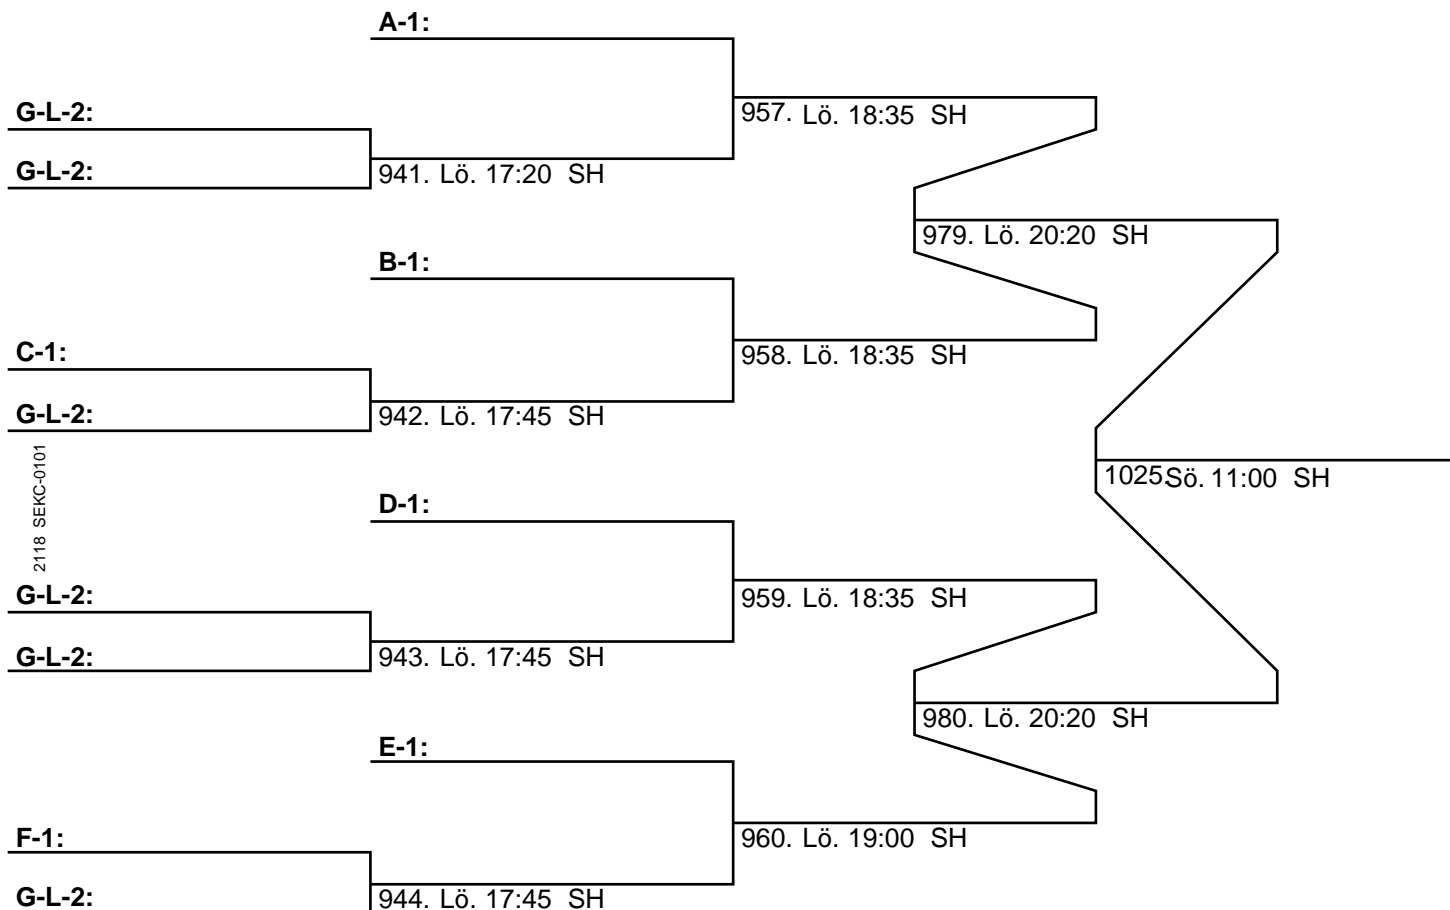 A-1:
G-L-2:
957. Lö. 18:35 SH
G-L-2:
941. Lö. 17:20 SH
979. Lö. 20:20 SH
B-1:
C-1:
958. Lö. 18:35 SH
G-L-2:
942. Lö. 17:45 SH
2118 SEKC-0101
1025. Sö. 11:00 SH
D-1:
G-L-2:
959. Lö. 18:35 SH
G-L-2:
943. Lö. 17:45 SH
980. Lö. 20:20 SH
E-1:
F-1:
960. Lö. 19:00 SH
G-L-2:
944. Lö. 17:45 SH